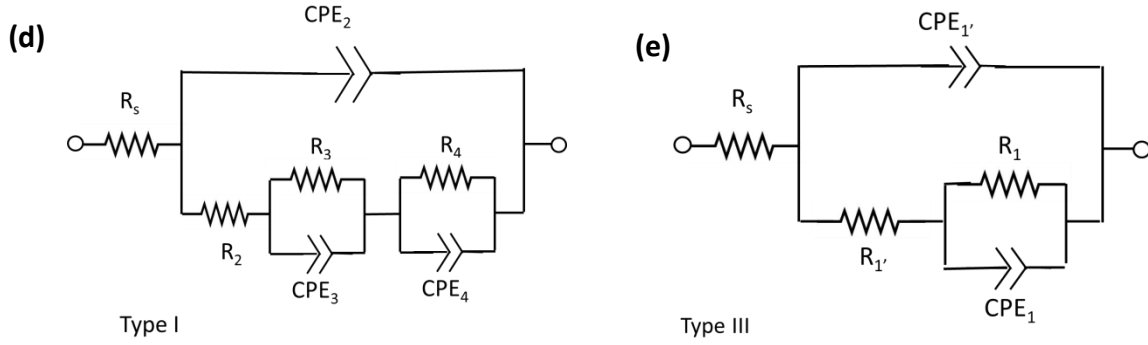 (d)
CPE₂
Rₛ
R₃
R₄
R₂
CPE₃
CPE₄
Type I
(e)
CPE₁'
Rₛ
R₁
R₁'
CPE₁
Type III